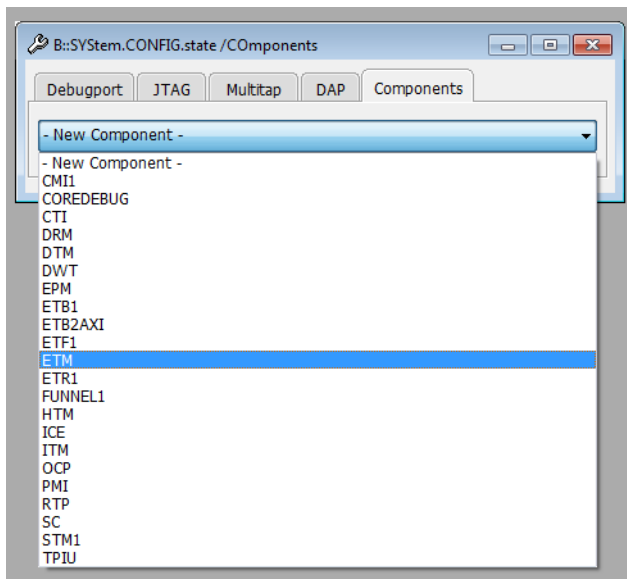 B::SYStem.CONFIG.state /COmponents
Debugport JTAG Multitap DAP Components
- New Component -
- New Component -
CMI1
COREDEBUG
CTI
DRM
DTM
DWT
EPM
ETB1
ETB2AXI
ETF1
ETM
ETR1
FUNNEL1
HTM
ICE
ITM
OCP
PMI
RTP
SC
STM1
TPIU